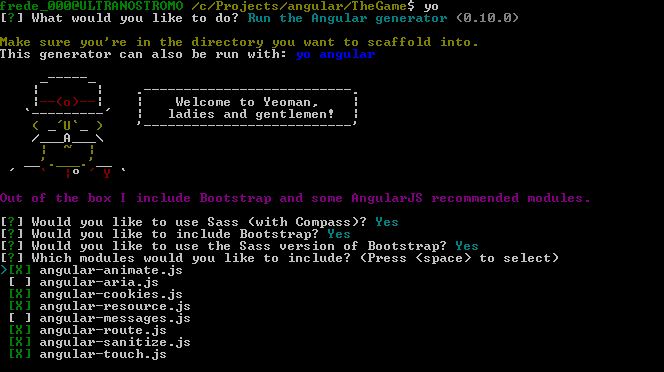 frede_000@ULTRANOSTROMO /c/Projects/angular/TheGame$ yo
[?] What would you like to do? Run the Angular generator (0.10.0)
Make sure you're in the directory you want to scaffold into.
This generator can also be run with: yo angular
Welcome to Yeoman,
ladies and gentlemen!
Out of the box I include Bootstrap and some AngularJS recommended modules.
[?] Would you like to use Sass (with Compass)? Yes
[?] Would you like to include Bootstrap? Yes
[?] Would you like to use the Sass version of Bootstrap? Yes
[?] Which modules would you like to include? (Press <space> to select)
>[X] angular-animate.js
[ ] angular-aria.js
[X] angular-cookies.js
[X] angular-resource.js
[ ] angular-messages.js
[X] angular-route.js
[X] angular-sanitize.js
[X] angular-touch.js